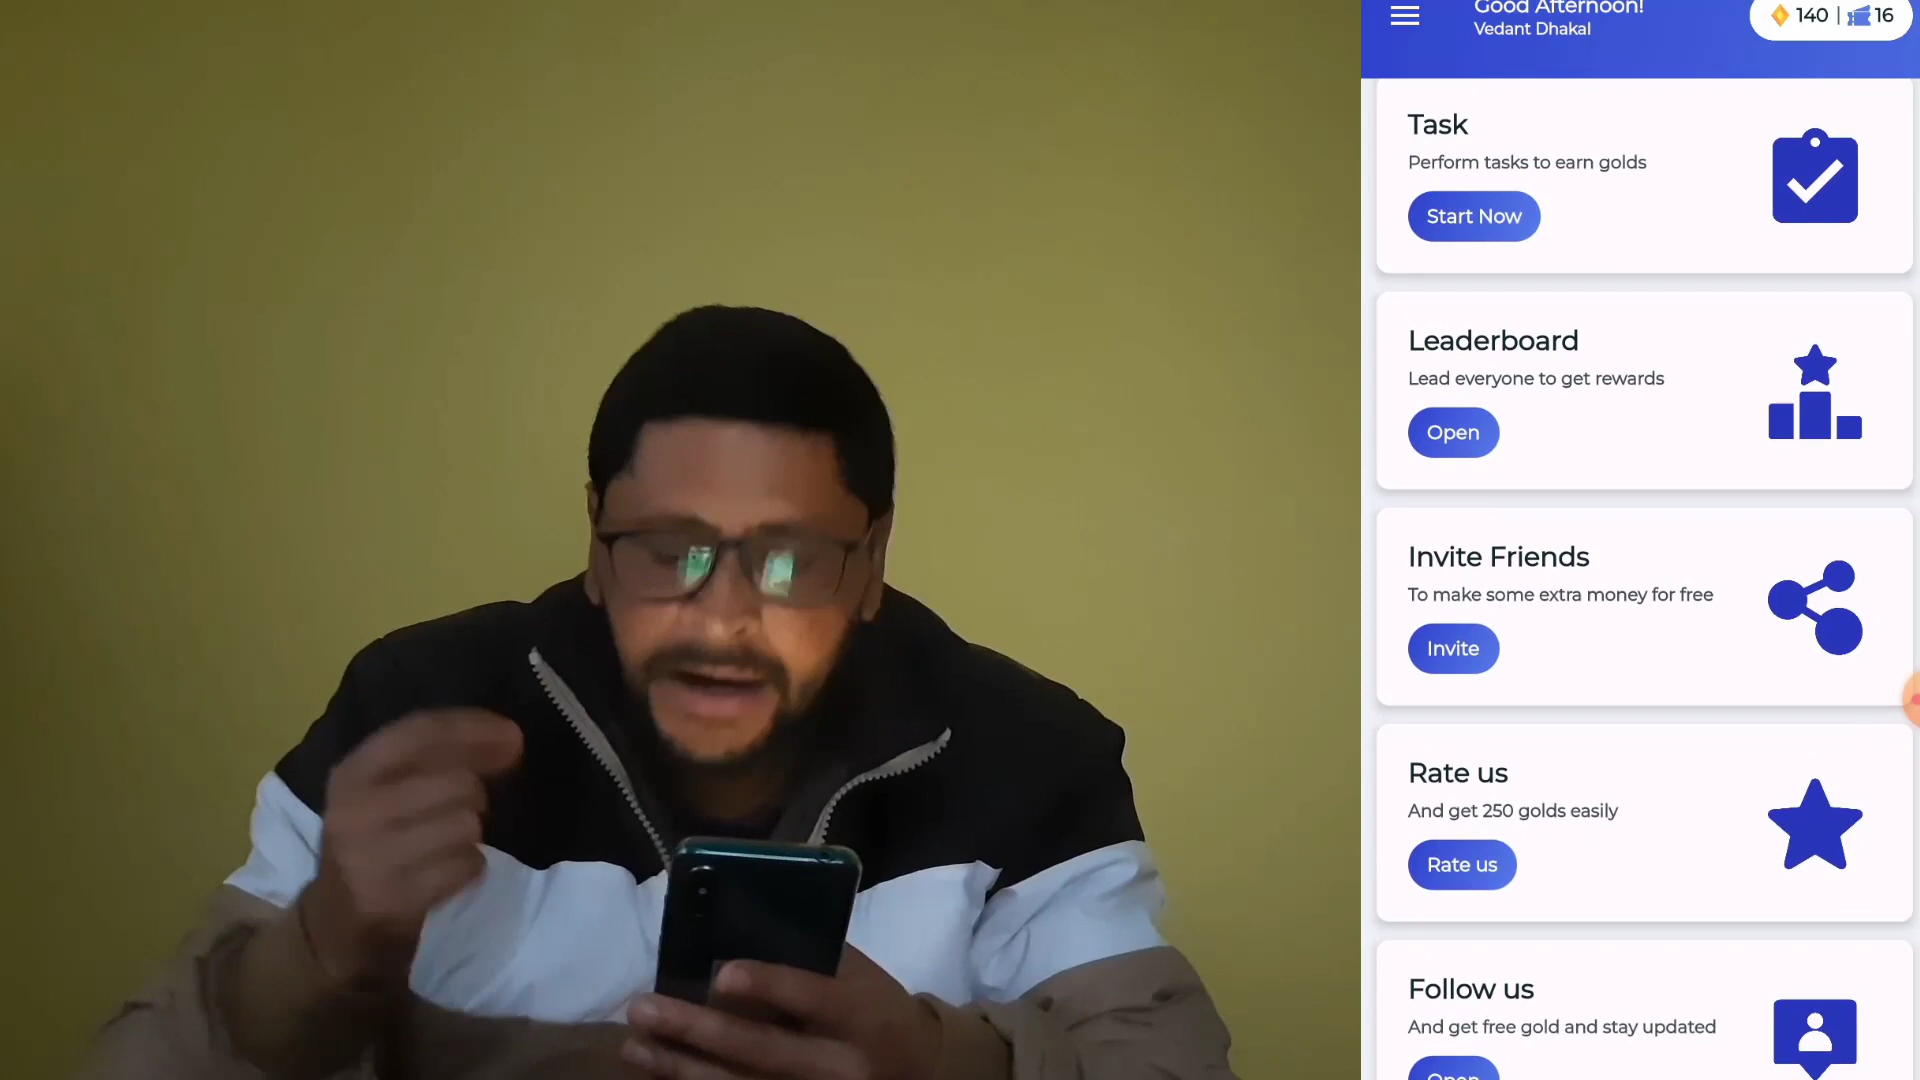 Good Afternoon!
Vedant Dhakal
140 | 16
Task
Perform tasks to earn golds
Start Now
Leaderboard
Lead everyone to get rewards
Open
Invite Friends
To make some extra money for free
Invite
Rate us
And get 250 golds easily
Rate us
Follow us
And get free gold and stay updated
Open